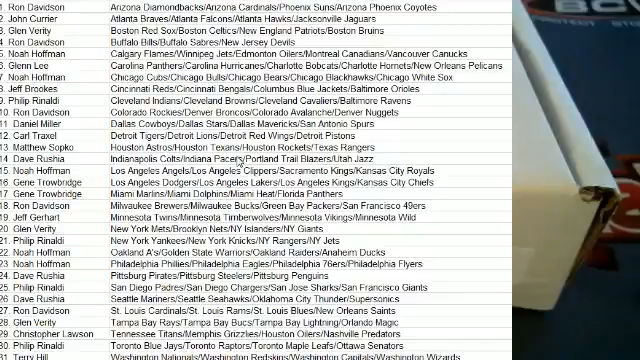 1. Ron Davidson Arizona Diamondbacks/Arizona Cardinals/Phoenix Suns/Arizona Phoenix Coyotes
2. John Currier Atlanta Braves/Atlanta Falcons/Atlanta Hawks/Jacksonville Jaguars
3. Glen Verity Boston Red Sox/Boston Celtics/New England Patriots/Boston Bruins
4. Ron Davidson Buffalo Bills/Buffalo Sabres/New Jersey Devils
5. Noah Hoffman Calgary Flames/Winnipeg Jets/Edmonton Oilers/Montreal Canadiens/Vancouver Canucks
6. Glenn Lee Carolina Panthers/Carolina Hurricanes/Charlotte Bobcats/Charlotte Hornets/New Orleans Pelicans
7. Noah Hoffman Chicago Cubs/Chicago Bulls/Chicago Bears/Chicago Blackhawks/Chicago White Sox
8. Jeff Brookes Cincinnati Reds/Cincinnati Bengals/Columbus Blue Jackets/Baltimore Orioles
9. Philip Rinaldi Cleveland Indians/Cleveland Browns/Cleveland Cavaliers/Baltimore Ravens
10. Ron Davidson Colorado Rockies/Denver Broncos/Colorado Avalanche/Denver Nuggets
11 Daniel Miller Dallas Cowboys/Dallas Stars/Dallas Mavericks/San Antonio Spurs
12. Carl Traxel Detroit Tigers/Detroit Lions/Detroit Red Wings/Detroit Pistons
13. Matthew Sopko Houston Astros/Houston Texans/Houston Rockets/Texas Rangers
14 Dave Rushia Indianapolis Colts/Indiana Pacers/Portland Trail Blazers/Utah Jazz
15. Noah Hoffman Los Angeles Angels/Los Angeles Clippers/Sacramento Kings/Kansas City Royals
16 Gene Trowbridge Los Angeles Dodgers/Los Angeles Lakers/Los Angeles Kings/Kansas City Chiefs
17 Gene Trowbridge Miami Marlins/Miami Dolphins/Miami Heat/Florida Panthers
18. Ron Davidson Milwaukee Brewers/Milwaukee Bucks/Green Bay Packers/San Francisco 49ers
19. Jeff Gerhart Minnesota Twins/Minnesota Timberwolves/Minnesota Vikings/Minnesota Wild
20. Glen Verity New York Mets/Brooklyn Nets/NY Islanders/NY Giants
21. Philip Rinaldi New York Yankees/New York Knicks/NY Rangers/NY Jets
22. Noah Hoffman Oakland A's/Golden State Warriors/Oakland Raiders/Anaheim Ducks
23. Noah Hoffman Philadelphia Phillies/Philadelphia Eagles/Philadelphia 76ers/Philadelphia Flyers
24. Dave Rushia Pittsburg Pirates/Pittsburg Steelers/Pittsburg Penguins
25. Philip Rinaldi San Diego Padres/San Diego Chargers/San Jose Sharks/San Francisco Giants
26 Dave Rushia Seattle Mariners/Seattle Seahawks/Oklahoma City Thunder/Supersonics
27. Ron Davidson St. Louis Cardinals/St. Louis Rams/St. Louis Blues/New Orleans Saints
28. Glen Verity Tampa Bay Rays/Tampa Bay Bucs/Tampa Bay Lightning/Orlando Magic
29. Christopher Lawson Tennessee Titans/Memphis Grizzlies/Houston Oilers/Nashville Predators
30. Philip Rinaldi Toronto Blue Jays/Toronto Raptors/Toronto Maple Leafs/Ottawa Senators
31. Terry Hill Washington Nationals/Washington Redskins/Washington Capitals/Washington Wizards